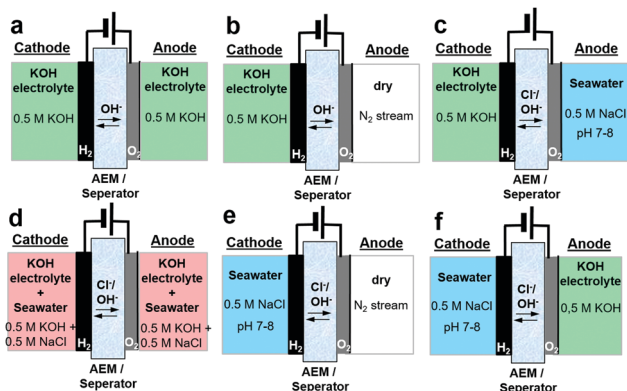 a
Cathode
Anode
KOH
electrolyte
0.5 M KOH
OH-
H2
O2
KOH
electrolyte
0.5 M KOH
AEM /
Seperator
b
Cathode
Anode
KOH
electrolyte
0.5 M KOH
OH-
H2
O2
dry
N2 stream
AEM /
Seperator
c
Cathode
Anode
KOH
electrolyte
0.5 M KOH
Cl-/
OH-
H2
O2
Seawater
0.5 M NaCl
pH 7-8
AEM /
Seperator
d
Cathode
Anode
KOH
electrolyte
+
Seawater
0.5 M KOH +
0.5 M NaCl
Cl-/
OH-
H2
O2
KOH
electrolyte
+
Seawater
0.5 M KOH +
0.5 M NaCl
AEM /
Seperator
e
Cathode
Anode
Seawater
0.5 M NaCl
pH 7-8
Cl-/
OH-
H2
O2
dry
N2 stream
AEM /
Seperator
f
Cathode
Anode
Seawater
0.5 M NaCl
pH 7-8
Cl-/
OH-
H2
O2
KOH
electrolyte
0,5 M KOH
AEM /
Seperator